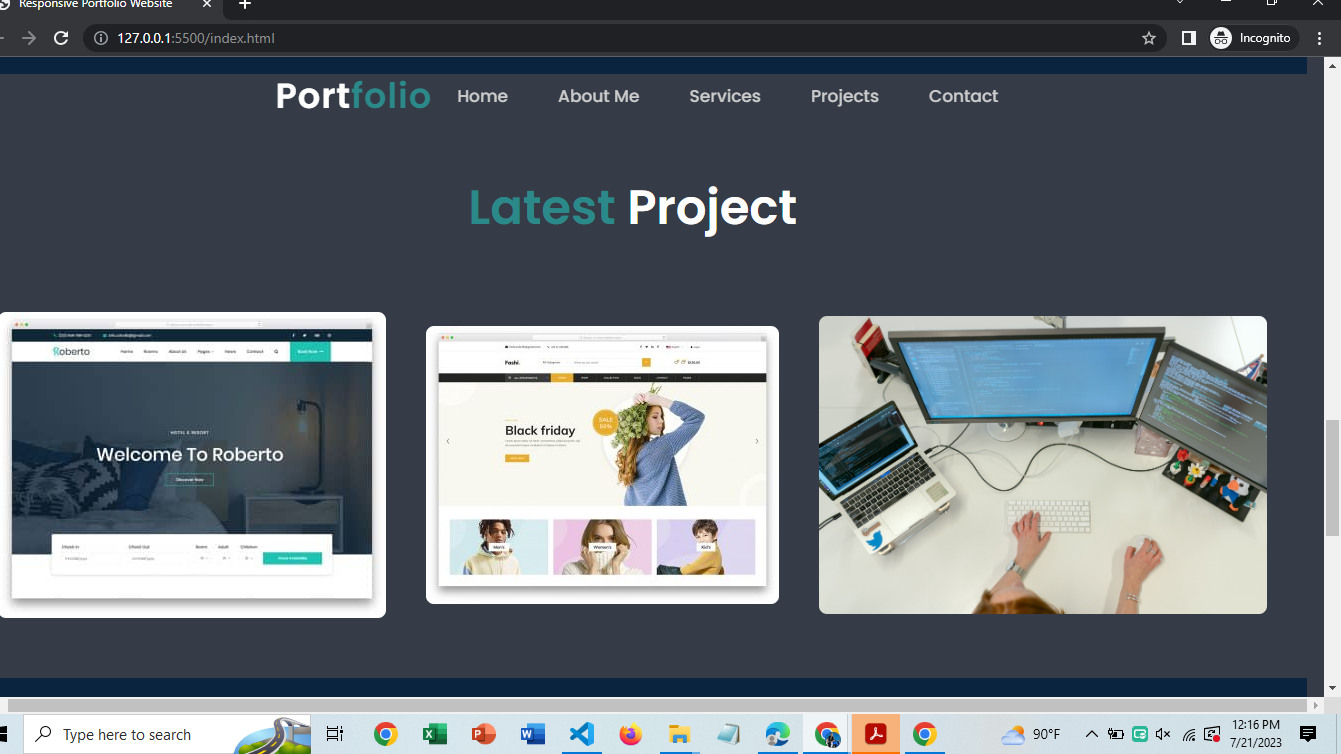 Responsive Portfolio Website
127.0.0.1:5500/index.html
Incognito
Portfolio
Home About Me Services Projects Contact
Latest Project
Roberto
Home Rooms About Us Pages News Contact
Book Now
HOTEL & RESORT
Welcome To Roberto
Discover Now
Check In Check Out Room Adult Children
Fashi.
Black friday
SALE
50%
Men's Women's Kid's
Type here to search
90°F
12:16 PM
7/21/2023